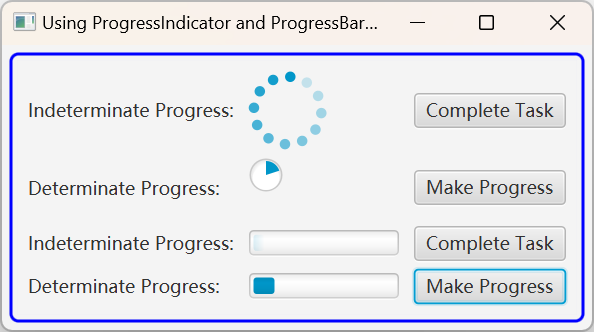 Using ProgressIndicator and ProgressBar...
Indeterminate Progress:
Complete Task
Determinate Progress:
Make Progress
Indeterminate Progress:
Complete Task
Determinate Progress:
Make Progress